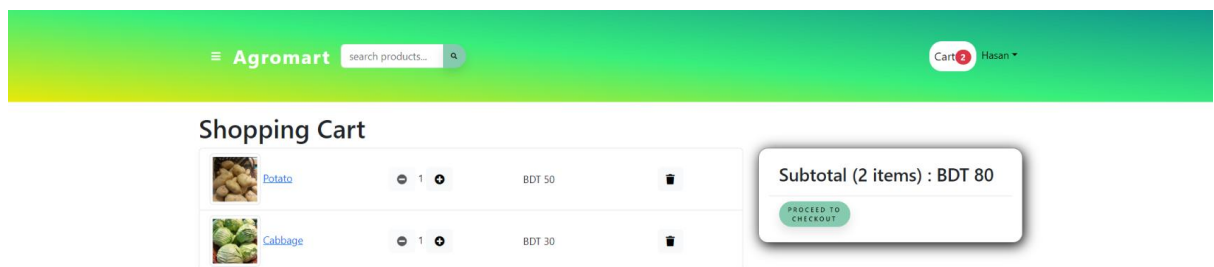 Agromart search products... Cart 2 Hasan
Shopping Cart
Potato 1 BDT 50
Cabbage 1 BDT 30
Subtotal (2 items) : BDT 80
PROCEED TO
CHECKOUT